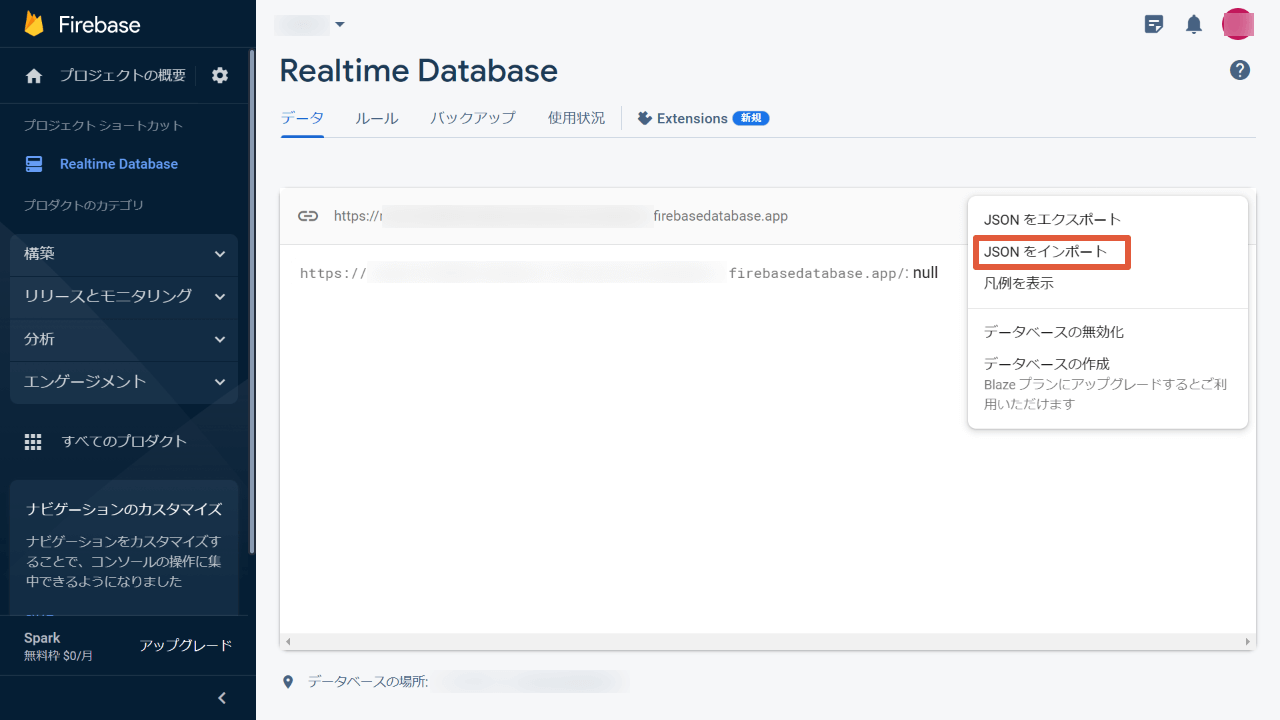 Firebase
プロジェクトの概要
プロジェクト ショートカット
Realtime Database
プロダクトのカテゴリ
構築
リリースとモニタリング
分析
エンゲージメント
すべてのプロダクト
ナビゲーションのカスタマイズ
ナビゲーションをカスタマイズす
ることで、コンソールの操作に集
中できるようになりました
Spark
無料枠 $0/月
アップグレード
Realtime Database
データ
ルール
バックアップ
使用状況
Extensions
新規
https://
firebasedatabase.app
https://
firebasedatabase.app/: null
JSON をエクスポート
JSON をインポート
凡例を表示
データベースの無効化
データベースの作成
Blaze プランにアップグレードするとご利
用いただけます
データベースの場所: